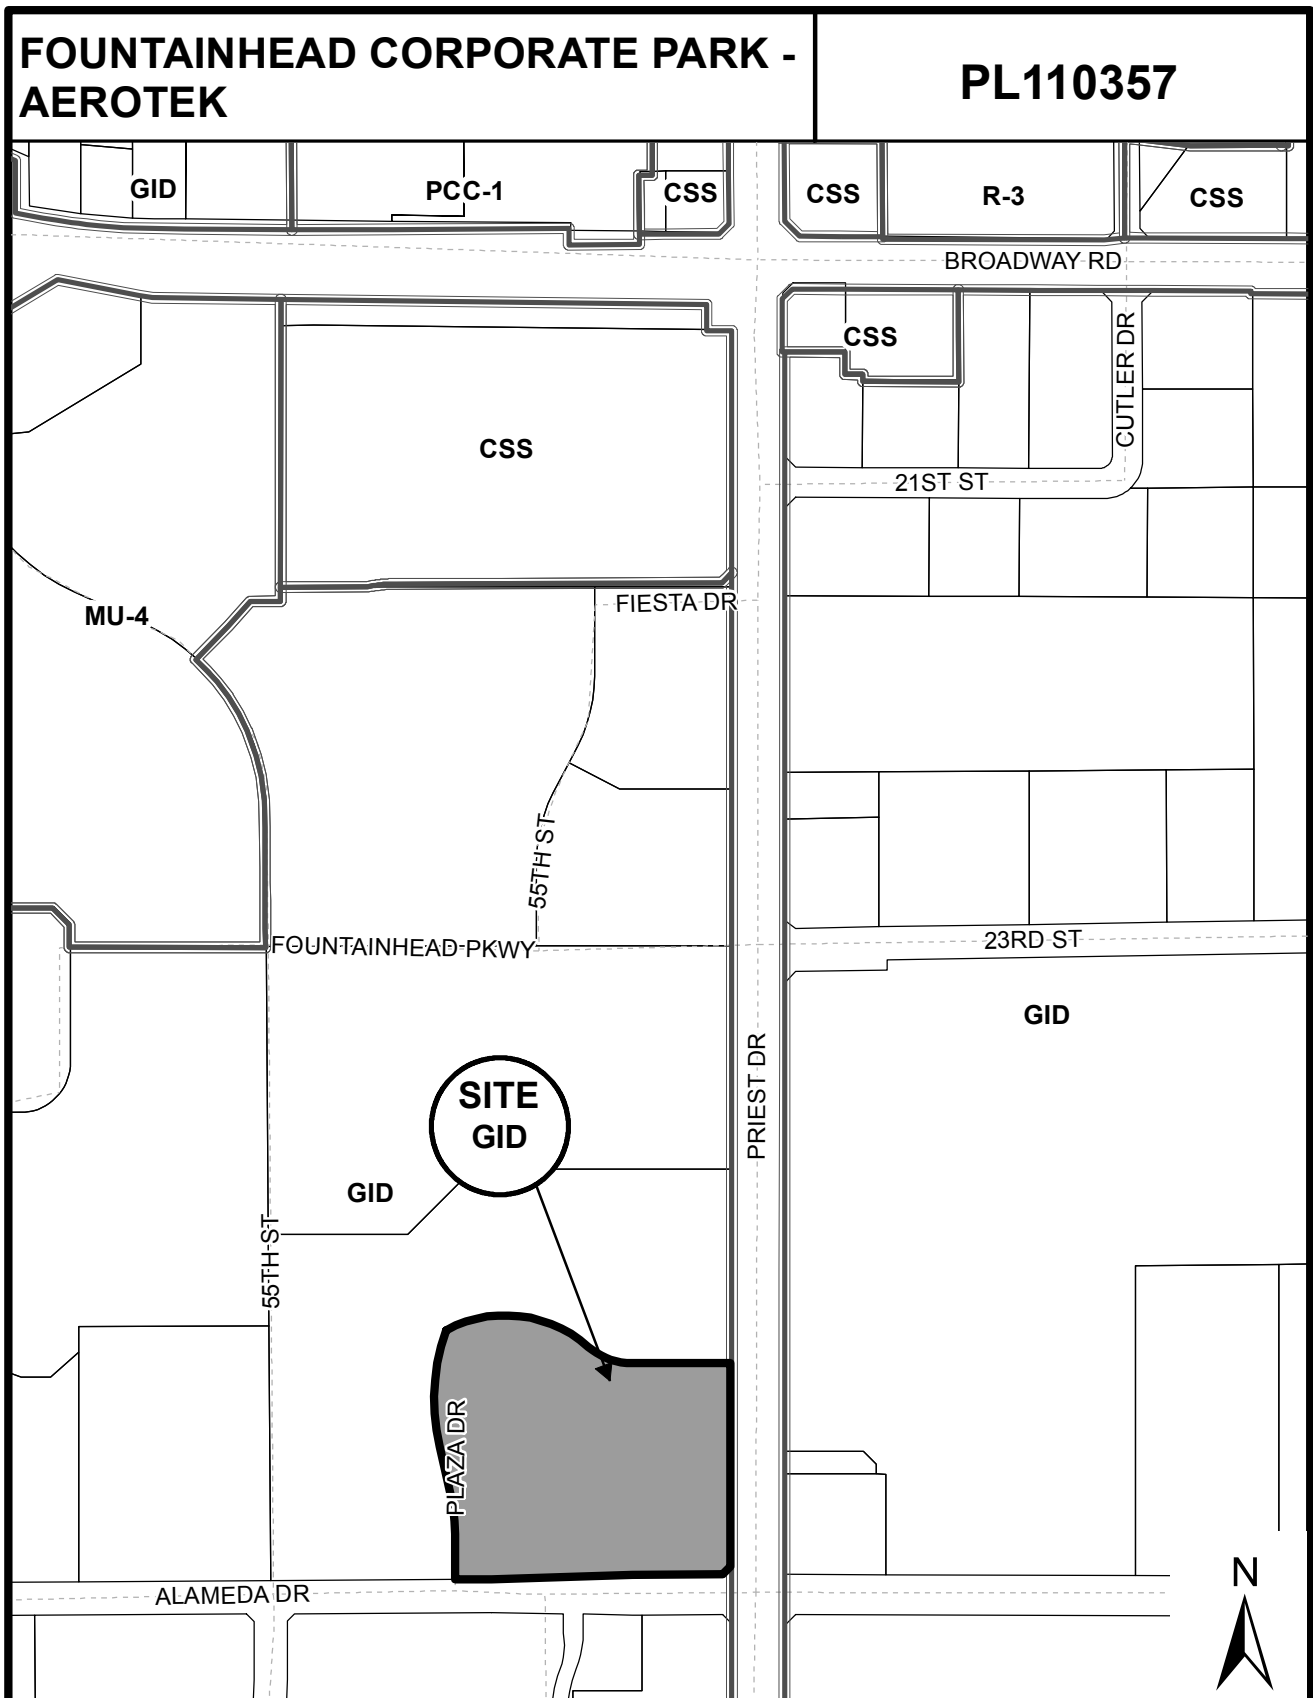 FOUNTAINHEAD CORPORATE PARK -
AEROTEK
PL110357
GID
PCC-1
CSS
CSS
R-3
CSS
BROADWAY RD
CSS
CUTLER DR
CSS
21ST ST
FIESTA DR
MU-4
55TH ST
FOUNTAINHEAD PKWY
23RD ST
GID
PRIEST DR
SITE
GID
GID
55TH ST
PLAZA DR
ALAMEDA DR
N